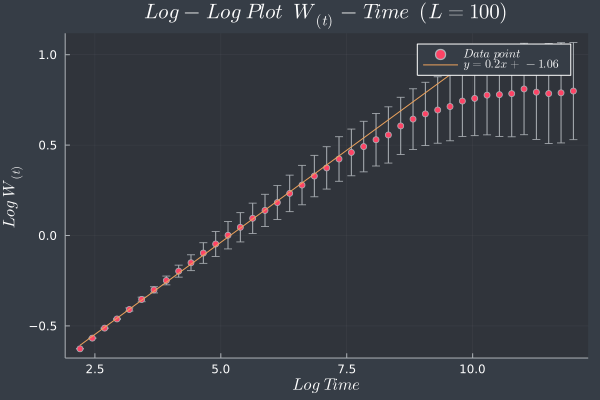 Log − Log Plot W(t) − Time (L = 100)
Data point
y = 0.2x + −1.06
Log W(t)
1.0
0.5
0.0
−0.5
2.5 5.0 7.5 10.0
Log Time